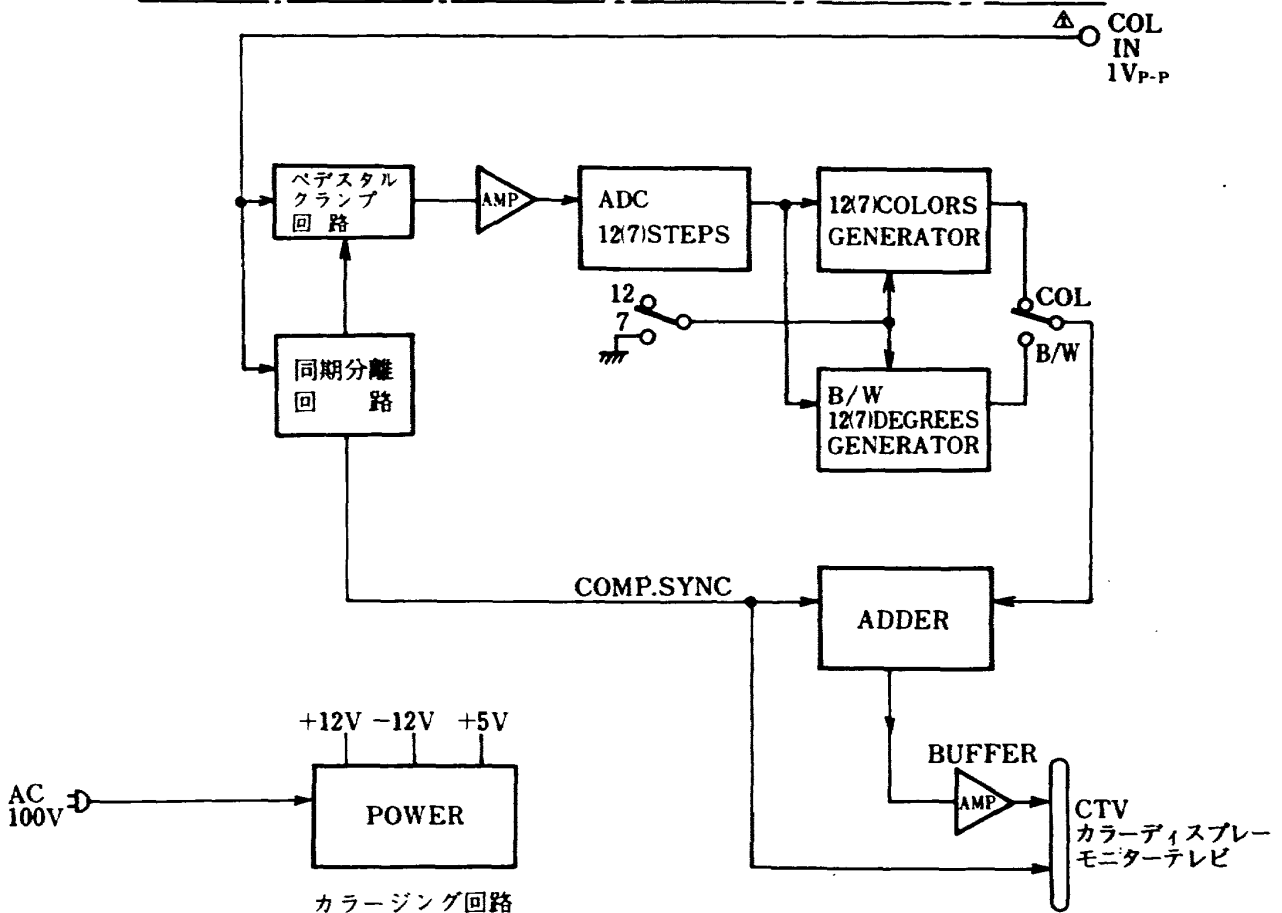 COL
IN
1VP-P
ペデスタル
クランプ
回 路
AMP
ADC
12(7)STEPS
12(7)COLORS
GENERATOR
12
7
COL
B/W
同期分離
回 路
B/W
12(7)DEGREES
GENERATOR
COMP.SYNC
ADDER
+12V -12V +5V
AC
100V
POWER
BUFFER
AMP
CTV
カラーディスプレー
モニターテレビ
カラージング回路